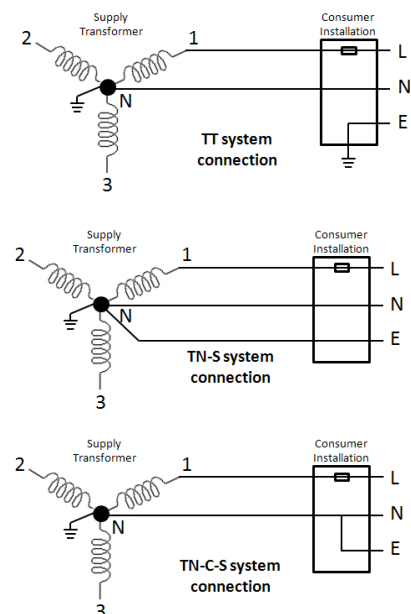 Supply
Transformer
Consumer
Installation
2
1
L
N
N
E
TT system
connection
3
Supply
Transformer
Consumer
Installation
2
1
L
N
N
E
TN-S system
connection
3
Supply
Transformer
Consumer
Installation
2
1
L
N
N
E
TN-C-S system
connection
3